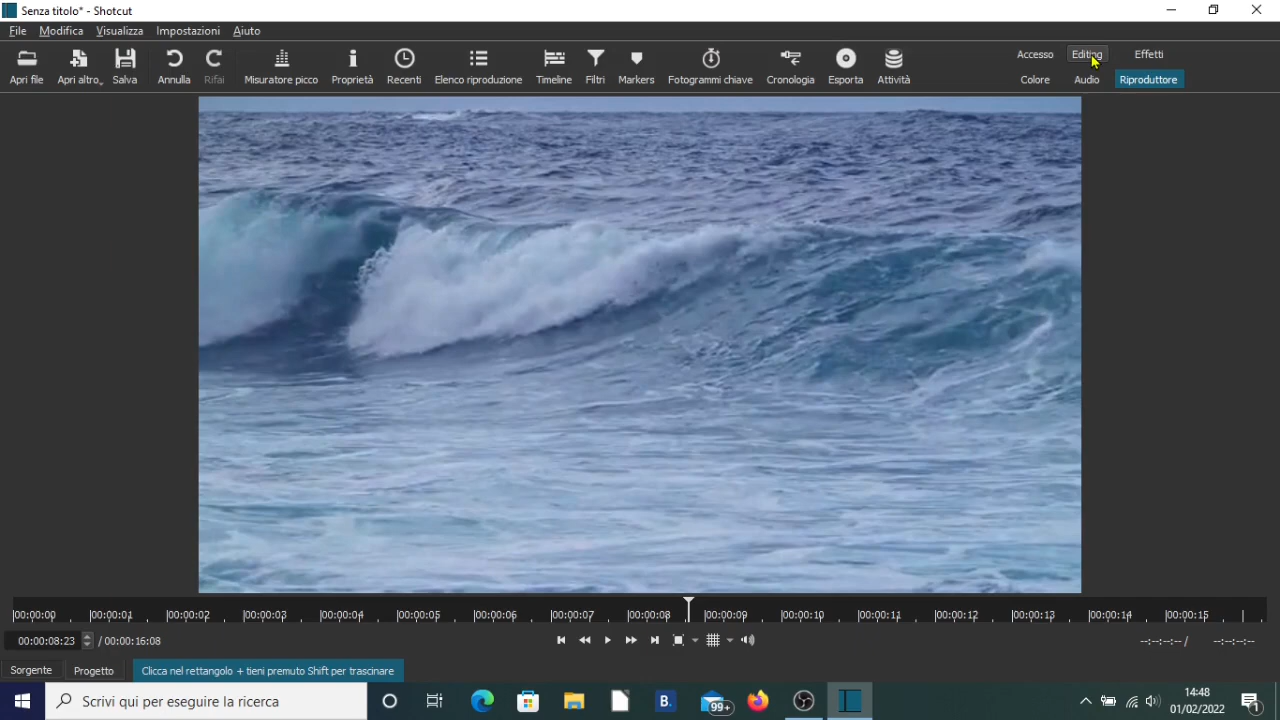 Senza titolo* - Shotcut
File Modifica Visualizza Impostazioni Aiuto
Apri file Apri altro. Salva Annulla Rifai Misuratore picco Proprietà Recenti Elenco riproduzione Timeline Filtri Markers Fotogrammi chiave Cronologia Esporta Attività
Accesso Editing Effetti
Colore Audio Riproduttore
00:00:00 00:00:01 00:00:02 00:00:03 00:00:04 00:00:05 00:00:06 00:00:07 00:00:08 00:00:09 00:00:10 00:00:11 00:00:12 00:00:13 00:00:14 00:00:15
00:00:08:23 / 00:00:16:08 --:--:--:-- / --:--:--:--
Sorgente Progetto Clicca nel rettangolo + tieni premuto Shift per trascinare
Scrivi qui per eseguire la ricerca B. 99+ 14:48
01/02/2022 1